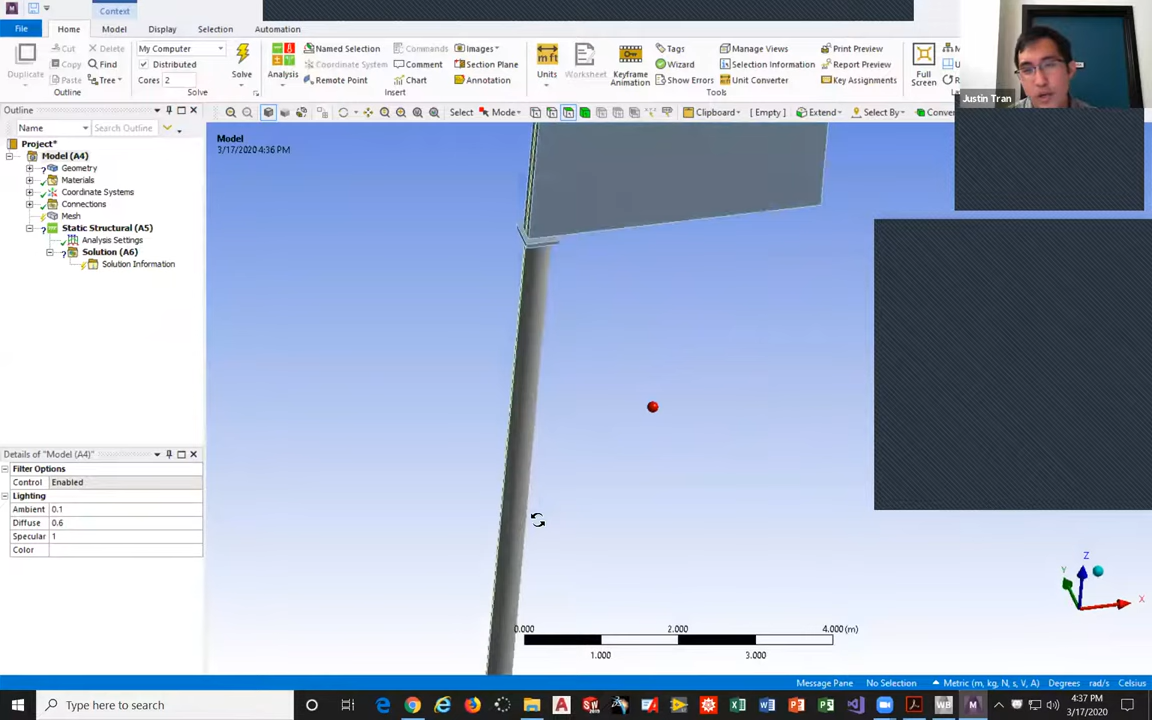 Context
File
Home
Model
Display
Selection
Automation
Duplicate
Cut
Delete
Copy
Find
Paste
Tree
Outline
My Computer
Distributed
Cores 2
Solve
Solve
Analysis
Named Selection
Coordinate System
Remote Point
Commands
Comment
Chart
Images
Section Plane
Annotation
Insert
Units
Worksheet
Keyframe
Animation
Tags
Wizard
Show Errors
Manage Views
Selection Information
Unit Converter
Print Preview
Report Preview
Key Assignments
Tools
Full
Screen
Justin Tran
Outline
Name
Search Outline
Select
Mode
Clipboard
[ Empty ]
Extend
Select By
Conver
Project*
Model (A4)
Geometry
Materials
Coordinate Systems
Connections
Mesh
Static Structural (A5)
Analysis Settings
Solution (A6)
Solution Information
Model
3/17/2020 4:36 PM
Details of "Model (A4)"
Filter Options
Control Enabled
Lighting
Ambient 0.1
Diffuse 0.6
Specular 1
Color
Z
Y
X
0.000 2.000 4.000 (m)
1.000 3.000
Message Pane No Selection Metric (m, kg, N, s, V, A) Degrees rad/s Celsius
Type here to search
4:37 PM
3/17/2020